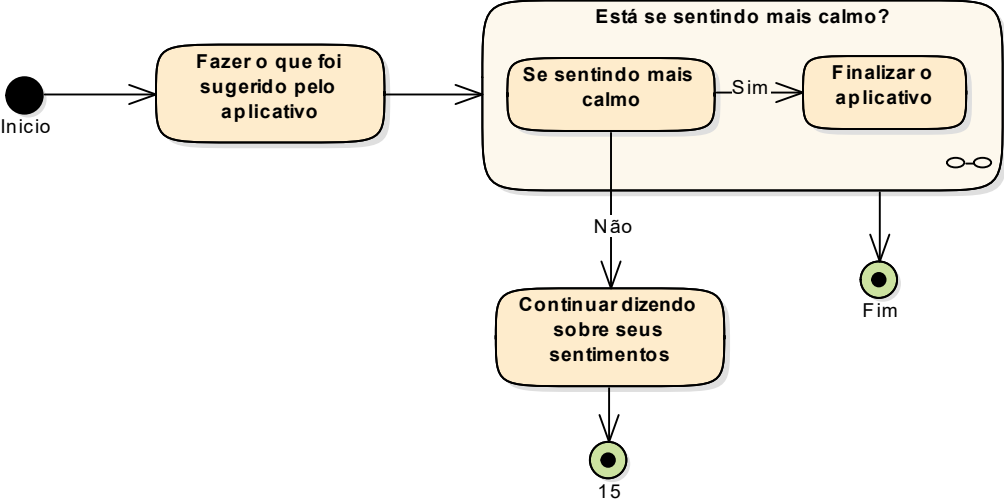 Está se sentindo mais calmo?
Inicio
Fazer o que foi
sugerido pelo
aplicativo
Se sentindo mais
calmo
Sim
Finalizar o
aplicativo
Não
Continuar dizendo
sobre seus
sentimentos
Fim
15